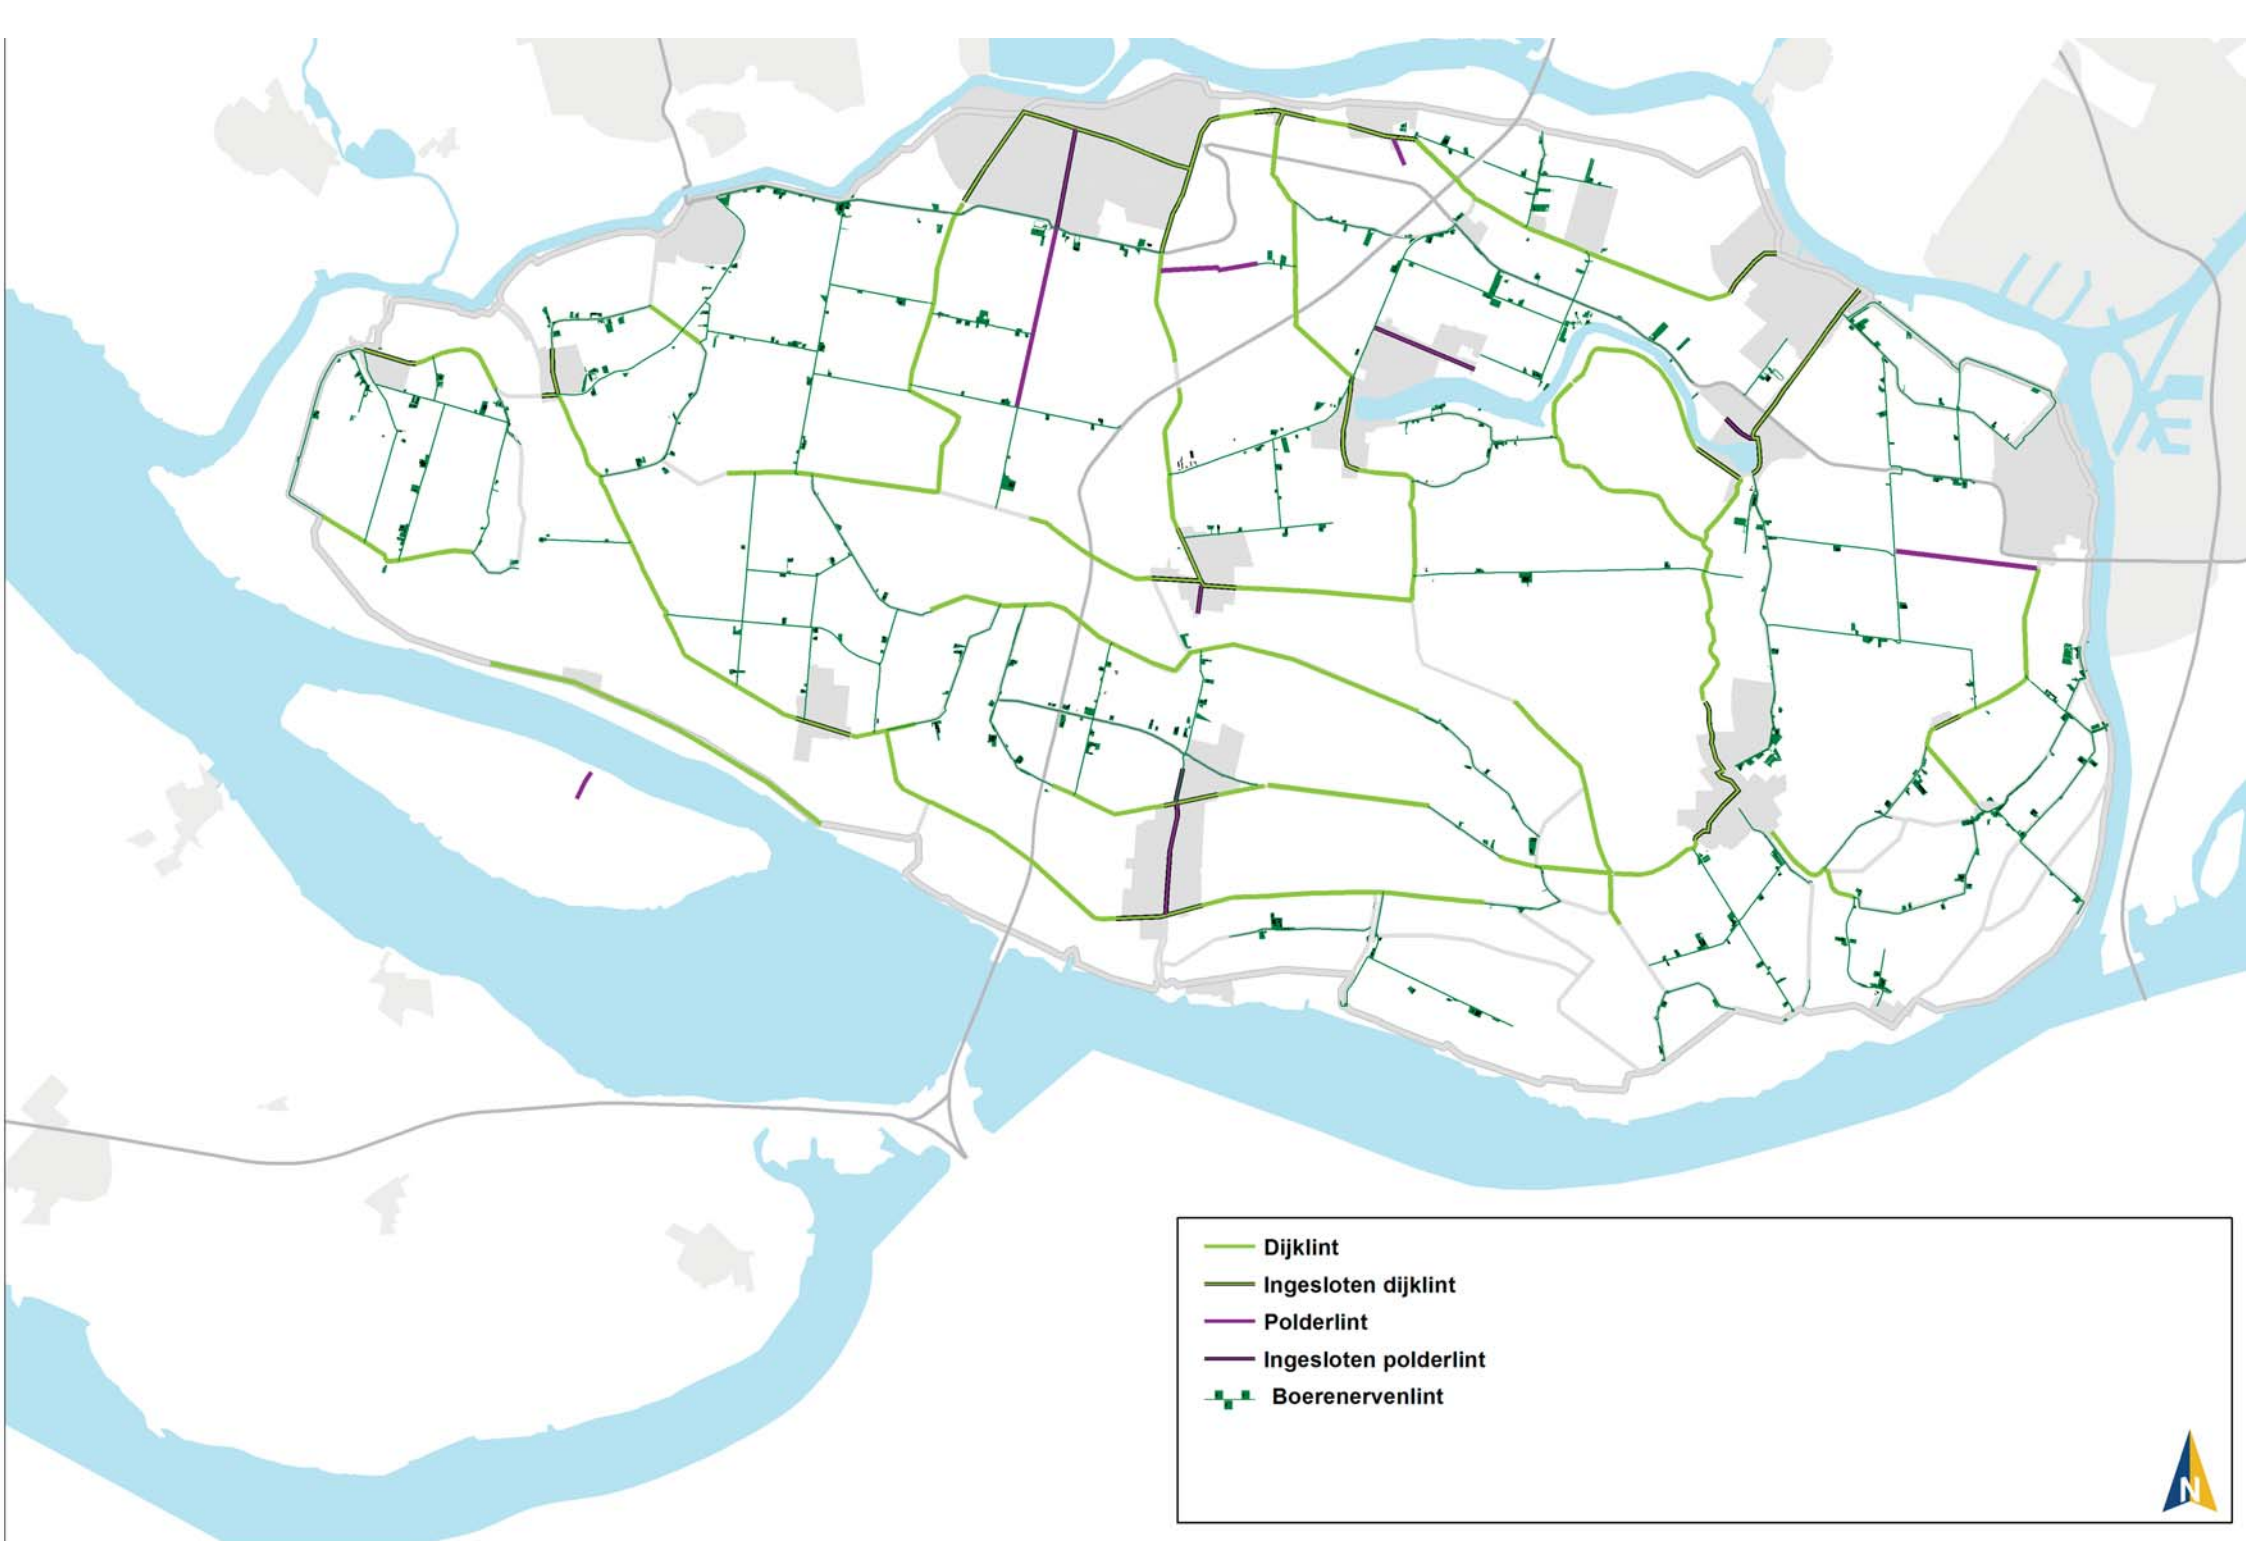 Dijklint
Ingesloten dijklint
Polderlint
Ingesloten polderlint
Boerenervenlint
N